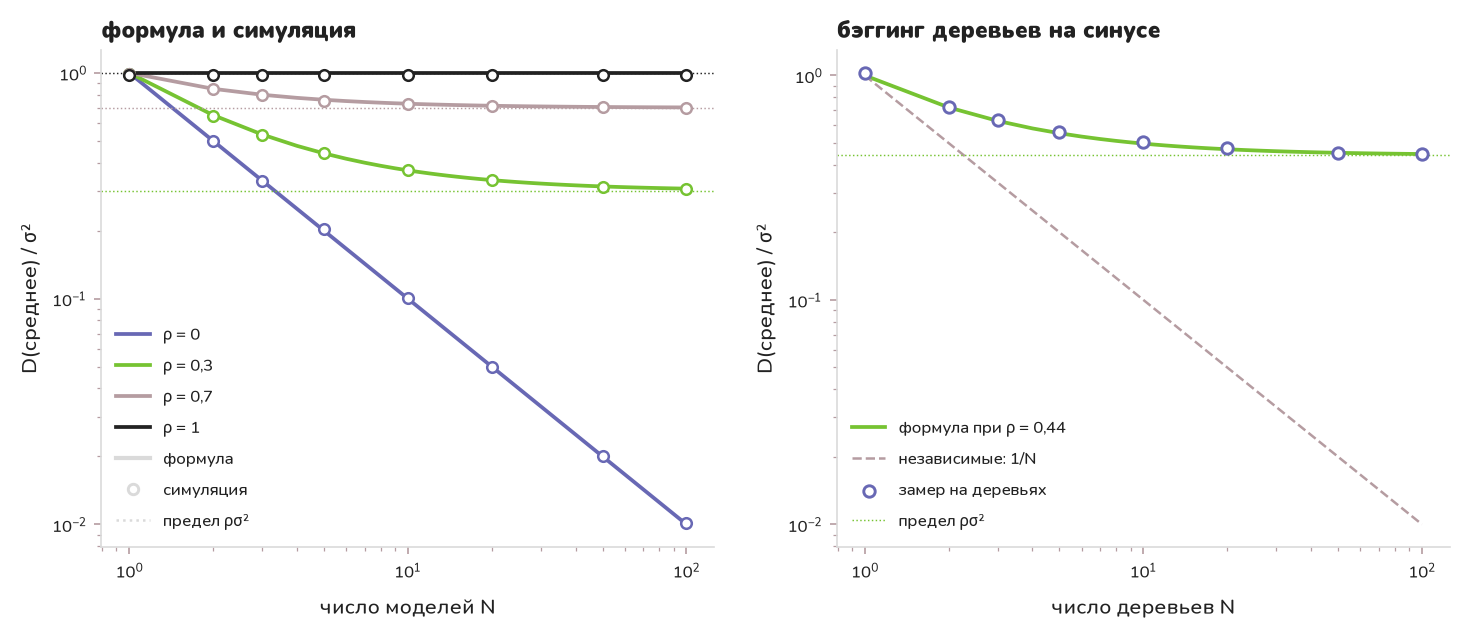 формула и симуляция
D(среднее) / σ²
10⁰
10⁻¹
10⁻²
ρ = 0
ρ = 0,3
ρ = 0,7
ρ = 1
формула
симуляция
предел ρσ²
10⁰
10¹
10²
число моделей N
бэггинг деревьев на синусе
D(среднее) / σ²
10⁰
10⁻¹
10⁻²
формула при ρ = 0,44
независимые: 1/N
замер на деревьях
предел ρσ²
10⁰
10¹
10²
число деревьев N